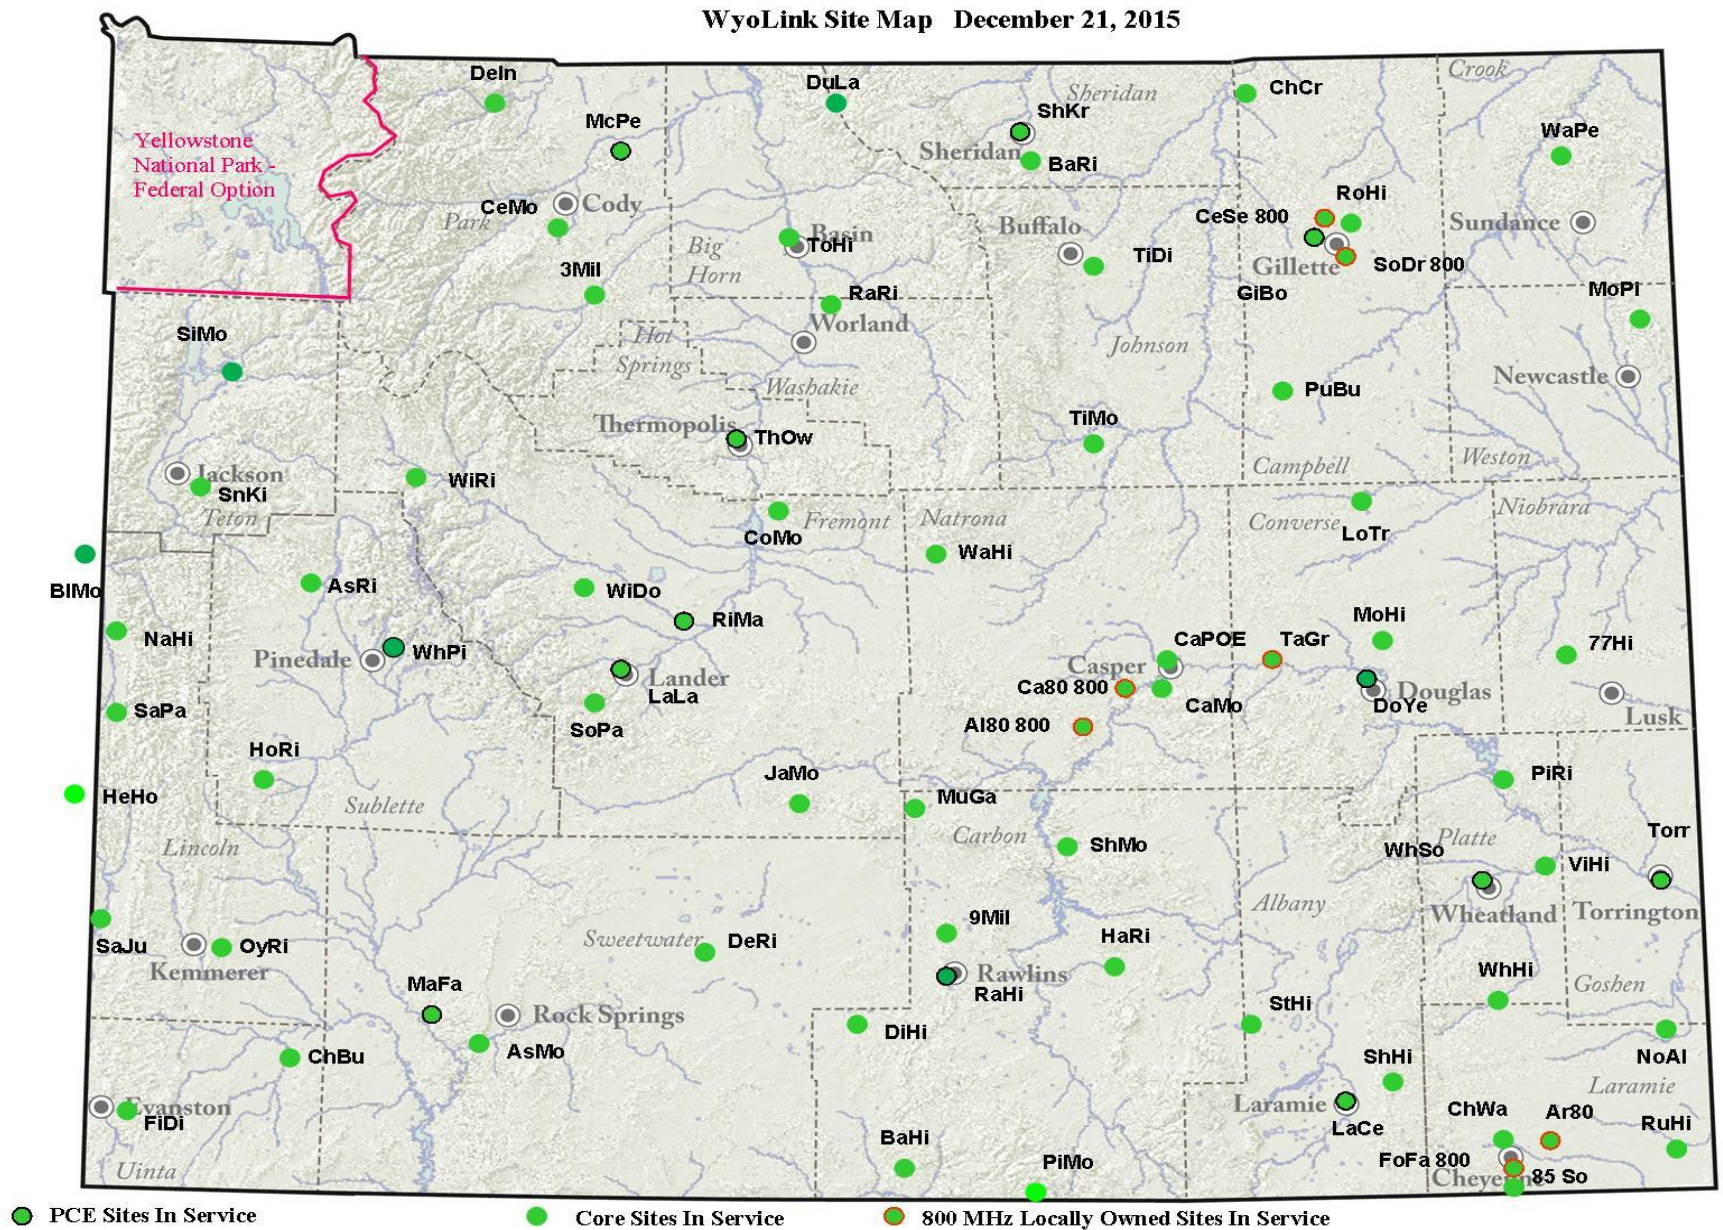 WyoLink Site Map   December 21, 2015
DeIn
DuLa
ChCr
Crook
Sheridan
McPe
ShKr
WaPe
Yellowstone
National Park -
Federal Option
Sheridan
BaRi
CeMo
Cody
Park
RoHi
CeSe 800
Buffalo
Sundance
Basin
ToHi
Big
Horn
TiDi
Gillette
SoDr 800
3Mil
RaRi
GiBo
MoPi
Worland
SiMo
Hot
Springs
Johnson
Washakie
Newcastle
PuBu
Thermopolis
ThOw
TiMo
Jackson
SnKi
WiRi
Campbell
Weston
Teton
CoMo
Fremont
Natrona
Converse
LoTr
Niobrara
WaHi
BlMo
AsRi
WiDo
NaHi
RiMa
MoHi
Pinedale
WhPi
CaPOE
TaGr
77Hi
Casper
Lander
LaLa
Ca80 800
CaMo
Douglas
DoYe
SaPa
SoPa
Al80 800
Lusk
HoRi
JaMo
PiRi
HeHo
Sublette
MuGa
Carbon
Platte
Torr
Lincoln
ShMo
WhSo
ViHi
Albany
Wheatland
Torrington
9Mil
SaJu
OyRi
Sweetwater
DeRi
HaRi
Kemmerer
Rawlins
RaHi
WhHi
Goshen
MaFa
Rock Springs
StHi
DiHi
AsMo
ChBu
ShHi
NoAl
Laramie
Evanston
FiDi
Laramie
LaCe
ChWa
Ar80
RuHi
BaHi
PiMo
FoFa 800
Uinta
Cheyenne
85 So
PCE Sites In Service
Core Sites In Service
800 MHz Locally Owned Sites In Service